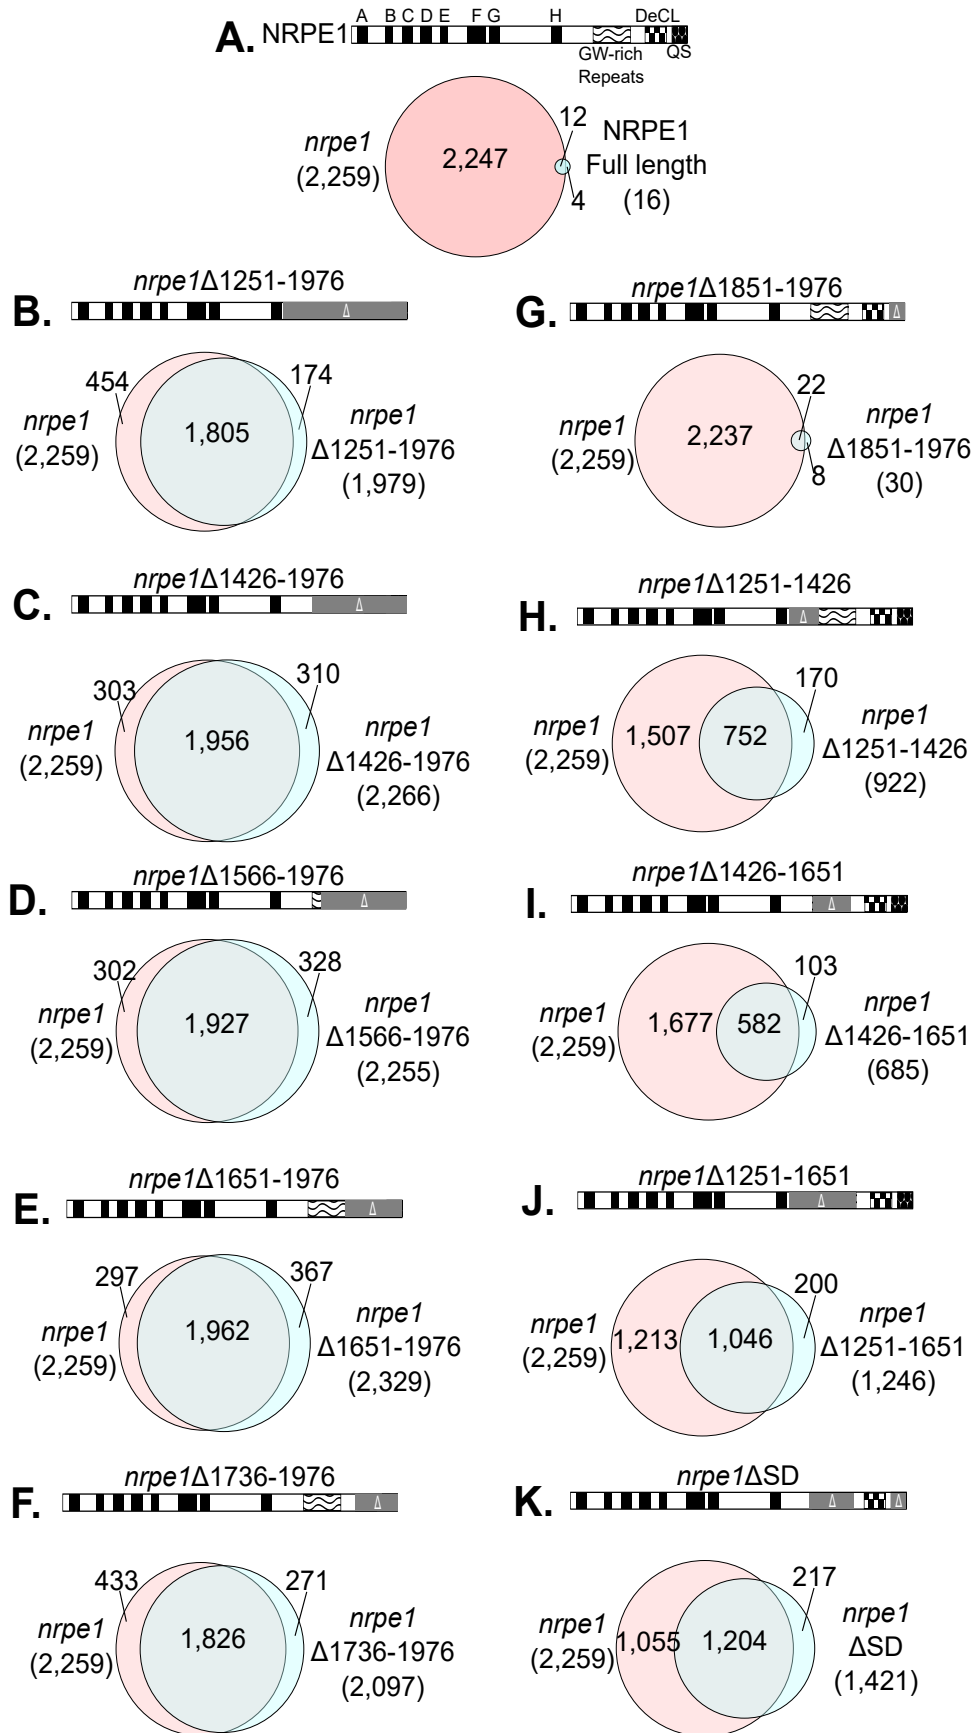 A B C D E F G H DeCL
A. NRPE1
GW-rich QS
Repeats
nrpe1
(2,259)
2,247
12
4
NRPE1
Full length
(16)
nrpe1Δ1251-1976
B.
Δ
454
174
nrpe1
(2,259)
1,805
nrpe1
Δ1251-1976
(1,979)
nrpe1Δ1426-1976
C.
Δ
303
310
nrpe1
(2,259)
1,956
nrpe1
Δ1426-1976
(2,266)
nrpe1Δ1566-1976
D.
Δ
302
328
nrpe1
(2,259)
1,927
nrpe1
Δ1566-1976
(2,255)
nrpe1Δ1651-1976
E.
Δ
297
367
nrpe1
(2,259)
1,962
nrpe1
Δ1651-1976
(2,329)
nrpe1Δ1736-1976
F.
Δ
433
271
nrpe1
(2,259)
1,826
nrpe1
Δ1736-1976
(2,097)
nrpe1Δ1851-1976
G.
Δ
22
8
nrpe1
(2,259)
2,237
nrpe1
Δ1851-1976
(30)
nrpe1Δ1251-1426
H.
Δ
170
nrpe1
(2,259)
1,507
752
nrpe1
Δ1251-1426
(922)
nrpe1Δ1426-1651
I.
Δ
103
nrpe1
(2,259)
1,677
582
nrpe1
Δ1426-1651
(685)
nrpe1Δ1251-1651
J.
Δ
200
nrpe1
(2,259)
1,213
1,046
nrpe1
Δ1251-1651
(1,246)
nrpe1ΔSD
K.
Δ Δ
217
nrpe1
(2,259)
1,055
1,204
nrpe1
ΔSD
(1,421)